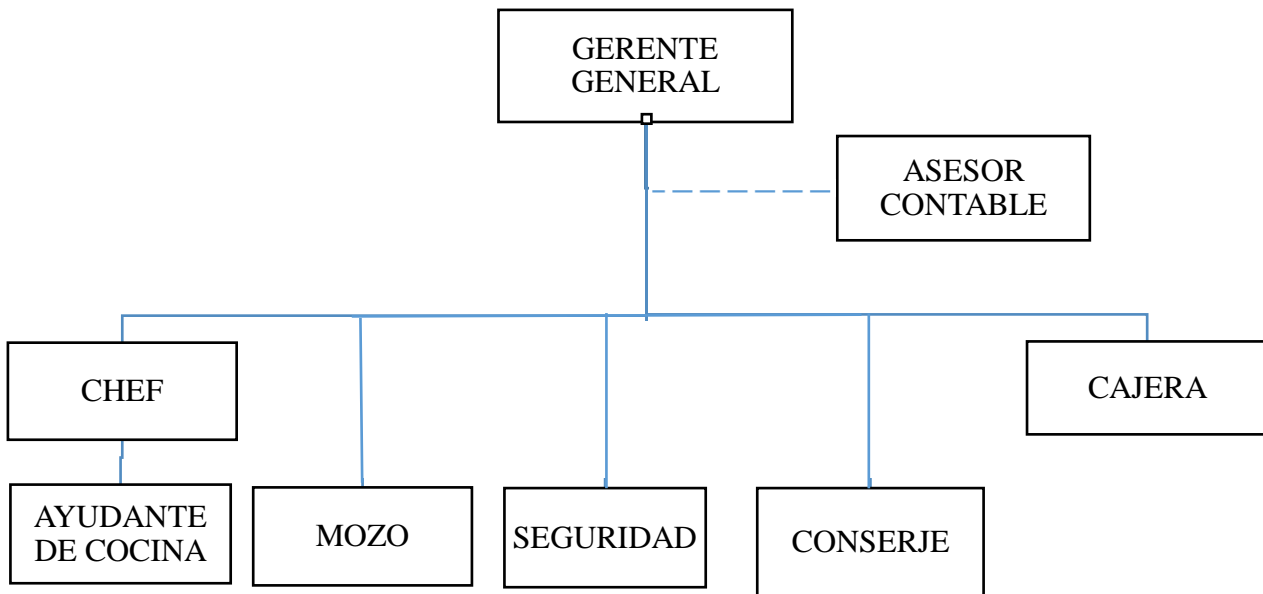 GERENTE
GENERAL
ASESOR
CONTABLE
CHEF
CAJERA
AYUDANTE
DE COCINA
MOZO
SEGURIDAD
CONSERJE